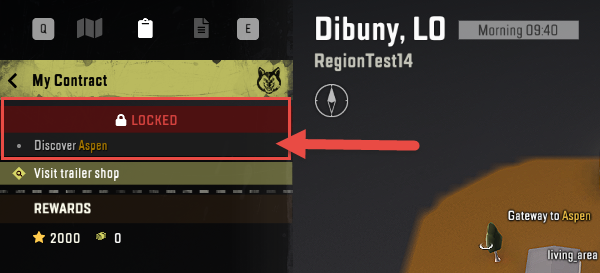 Q
E
My Contract
LOCKED
Discover Aspen
Visit trailer shop
REWARDS
2000
0
Dibuny, LO
Morning 09:40
RegionTest14
Gateway to Aspen
living_area